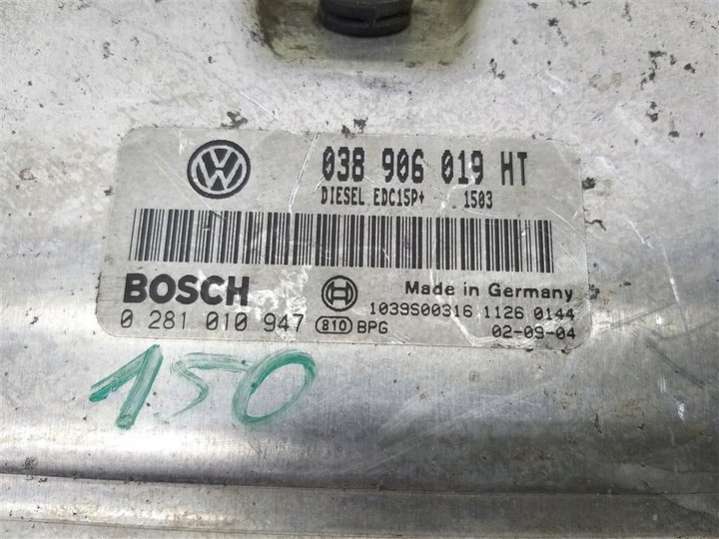 038 906 019 HT
DIESEL EDC15P+ 1503
BOSCH
Made in Germany
0 281 010 947 810 BPG 1039S00316 1126 0144
02-09-04
150